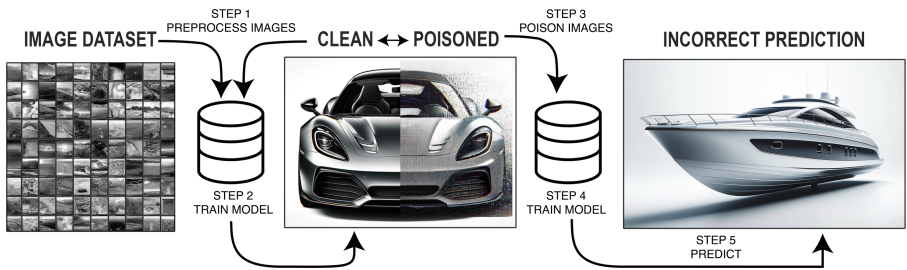 STEP 1
PREPROCESS IMAGES
STEP 3
POISON IMAGES
IMAGE DATASET
CLEAN ↔ POISONED
INCORRECT PREDICTION
STEP 2
TRAIN MODEL
STEP 4
TRAIN MODEL
STEP 5
PREDICT